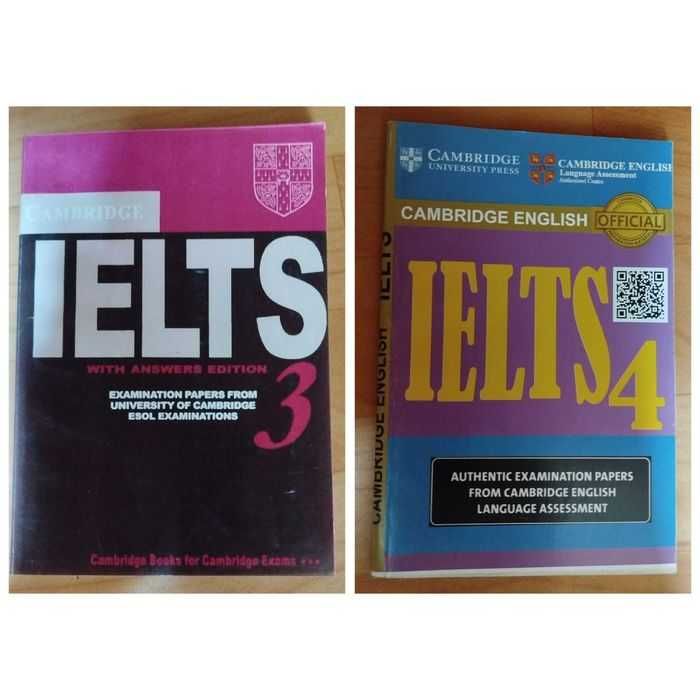 CAMBRIDGE
IELTS
WITH ANSWERS EDITION
3
EXAMINATION PAPERS FROM
UNIVERSITY OF CAMBRIDGE
ESOL EXAMINATIONS
Cambridge Books for Cambridge Exams
CAMBRIDGE
UNIVERSITY PRESS
CAMBRIDGE ENGLISH
Language Assessment
Authorised Centre
CAMBRIDGE ENGLISH
OFFICIAL
IELTS
4
AUTHENTIC EXAMINATION PAPERS
FROM CAMBRIDGE ENGLISH
LANGUAGE ASSESSMENT
CAMBRIDGE ENGLISH IELTS